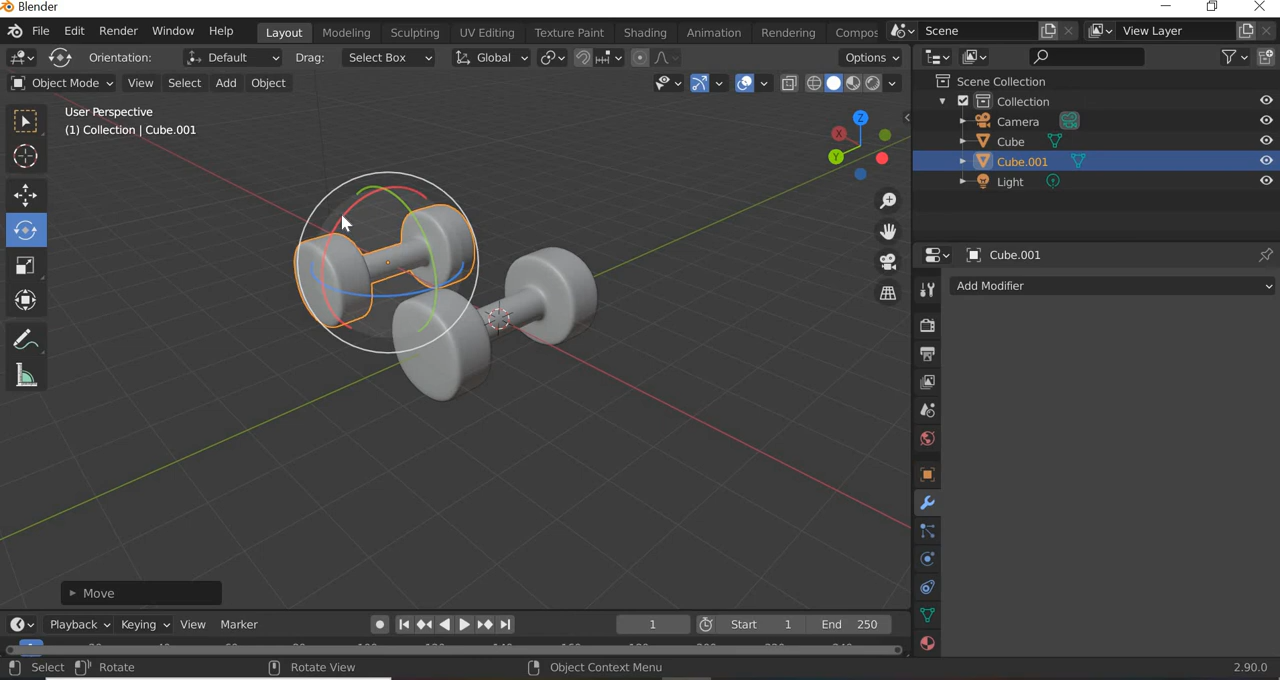 Blender
File Edit Render Window Help Layout Modeling Sculpting UV Editing Texture Paint Shading Animation Rendering Compos Scene View Layer
Orientation: Default Drag: Select Box Global Options
Object Mode View Select Add Object
User Perspective
(1) Collection | Cube.001
X Y Z
Scene Collection
Collection
Camera
Cube
Cube.001
Light
Cube.001
Add Modifier
Move
Playback Keying View Marker 1 Start 1 End 250
Select Rotate Rotate View Object Context Menu 2.90.0